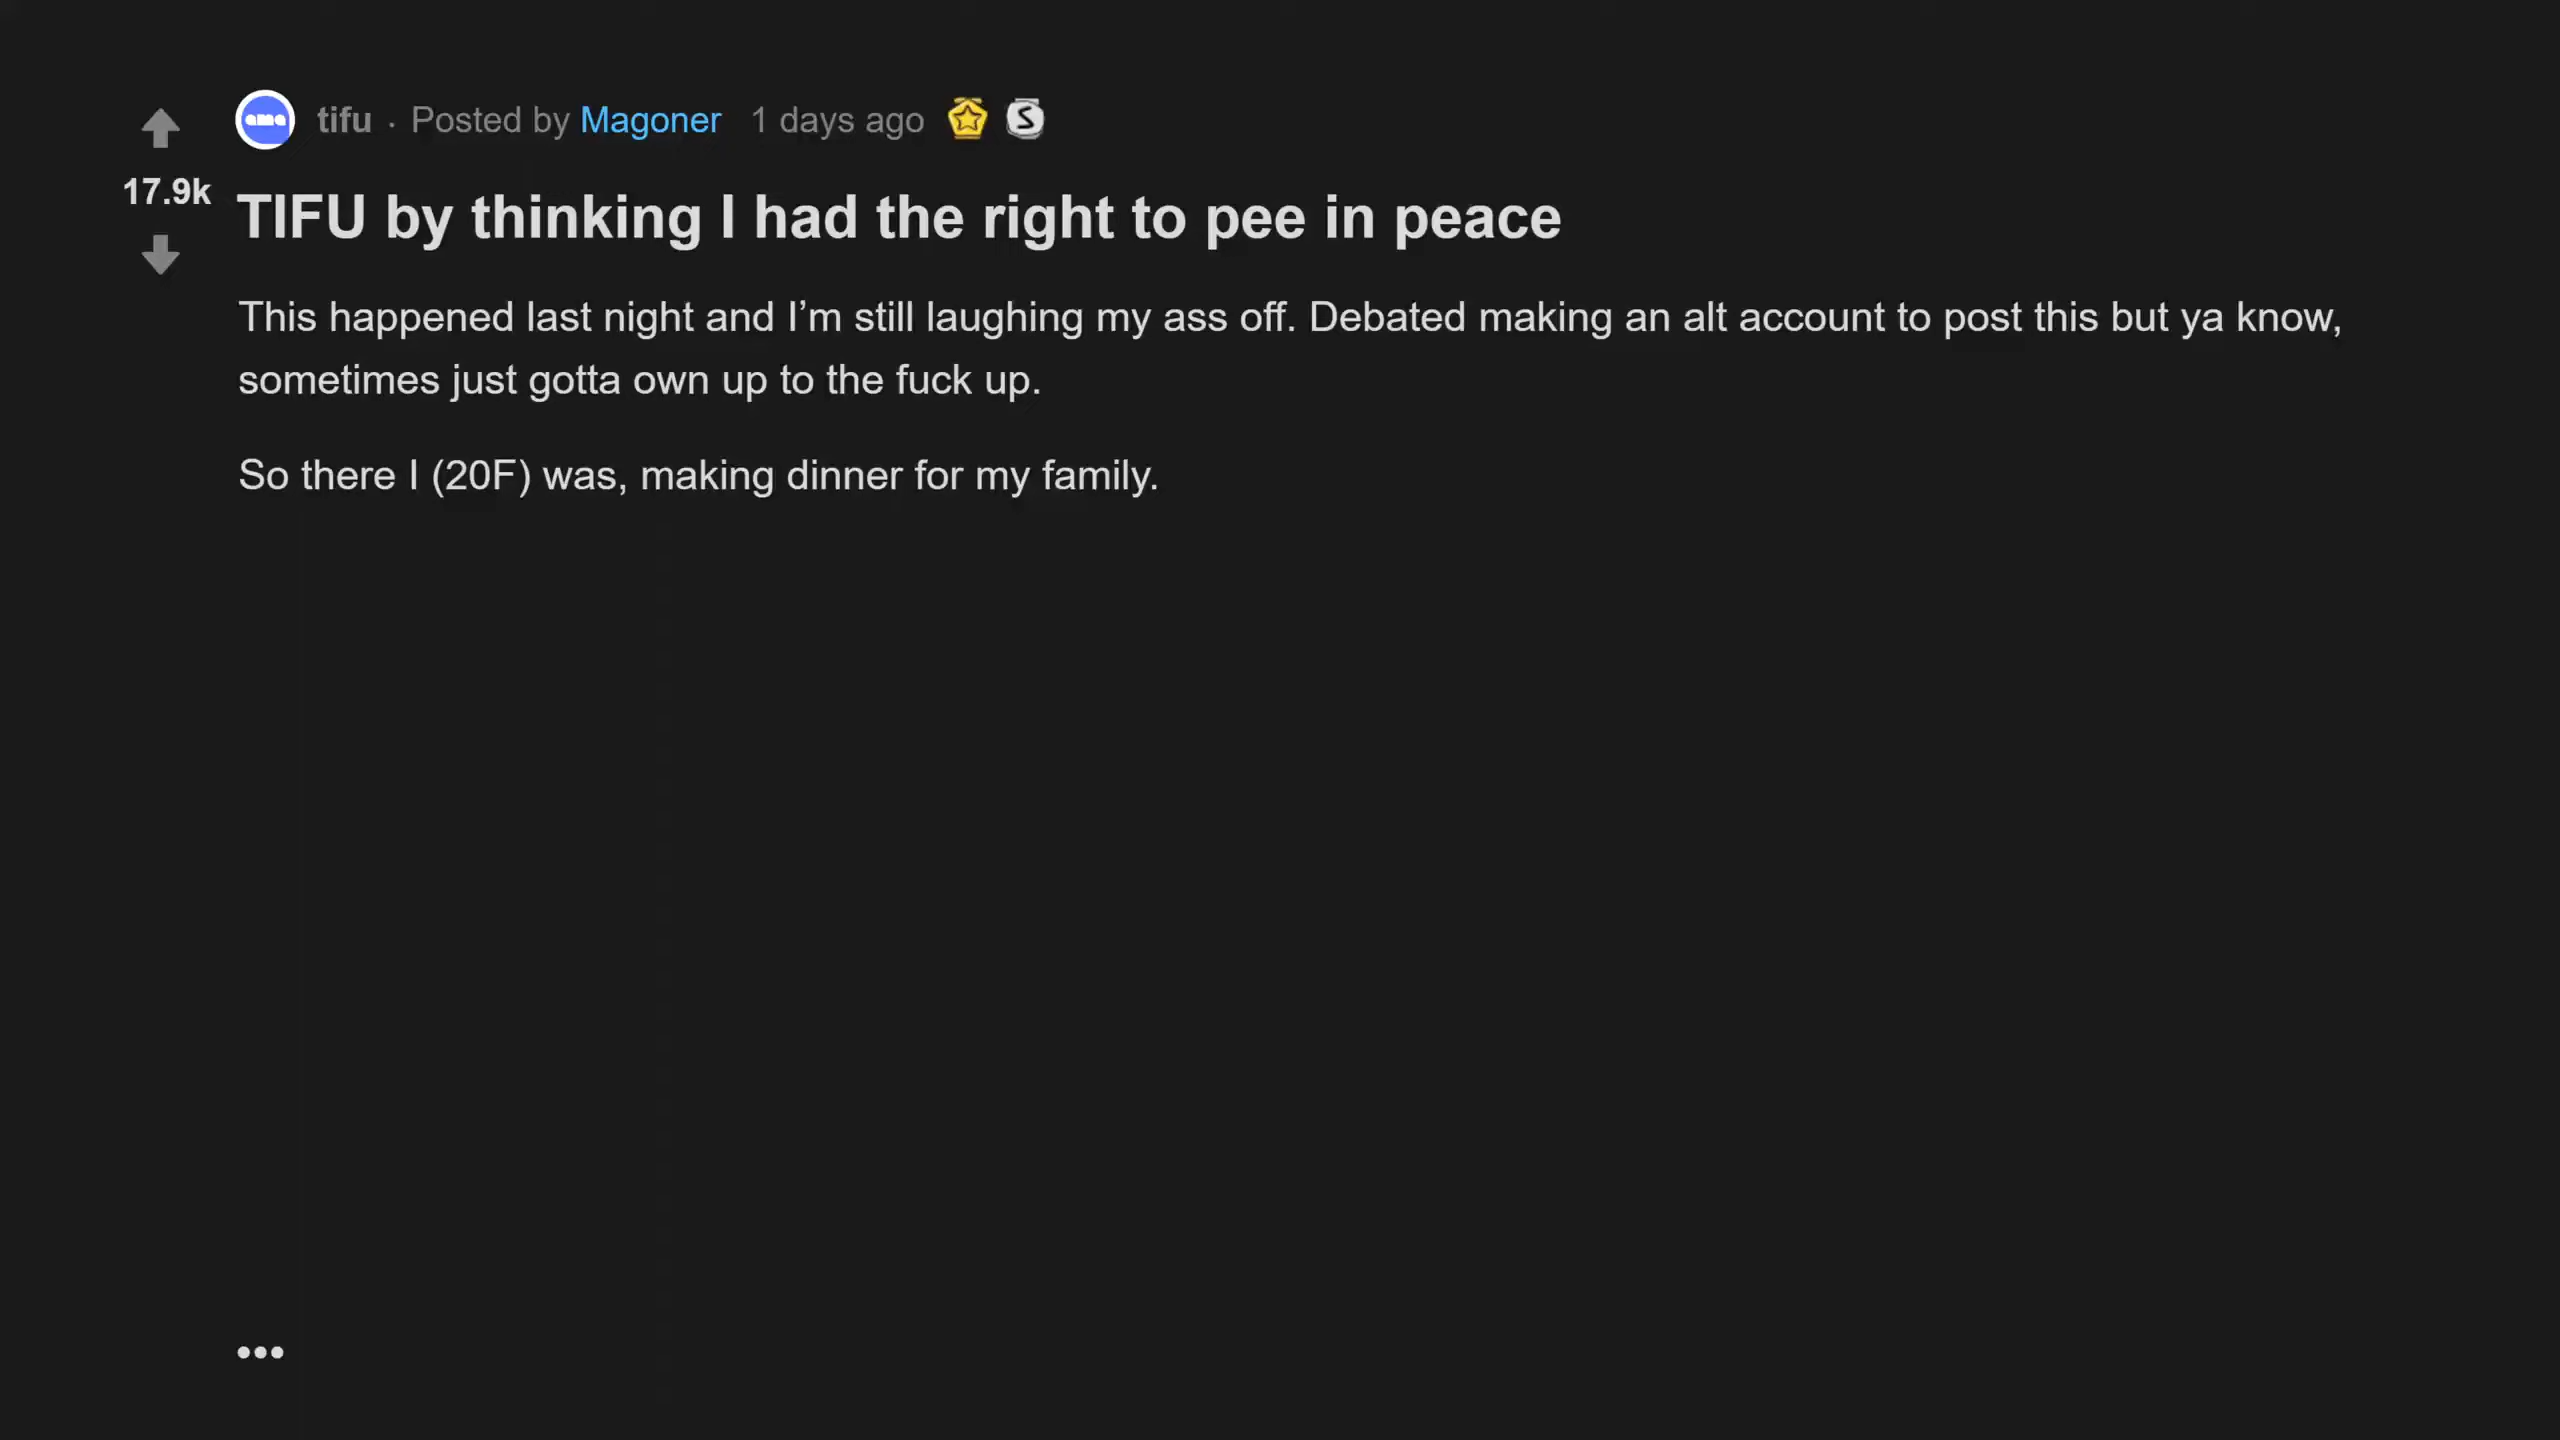 ama tifu · Posted by Magoner 1 days ago S
17.9k
TIFU by thinking I had the right to pee in peace
This happened last night and I’m still laughing my ass off. Debated making an alt account to post this but ya know,
sometimes just gotta own up to the fuck up.
So there I (20F) was, making dinner for my family.
•••